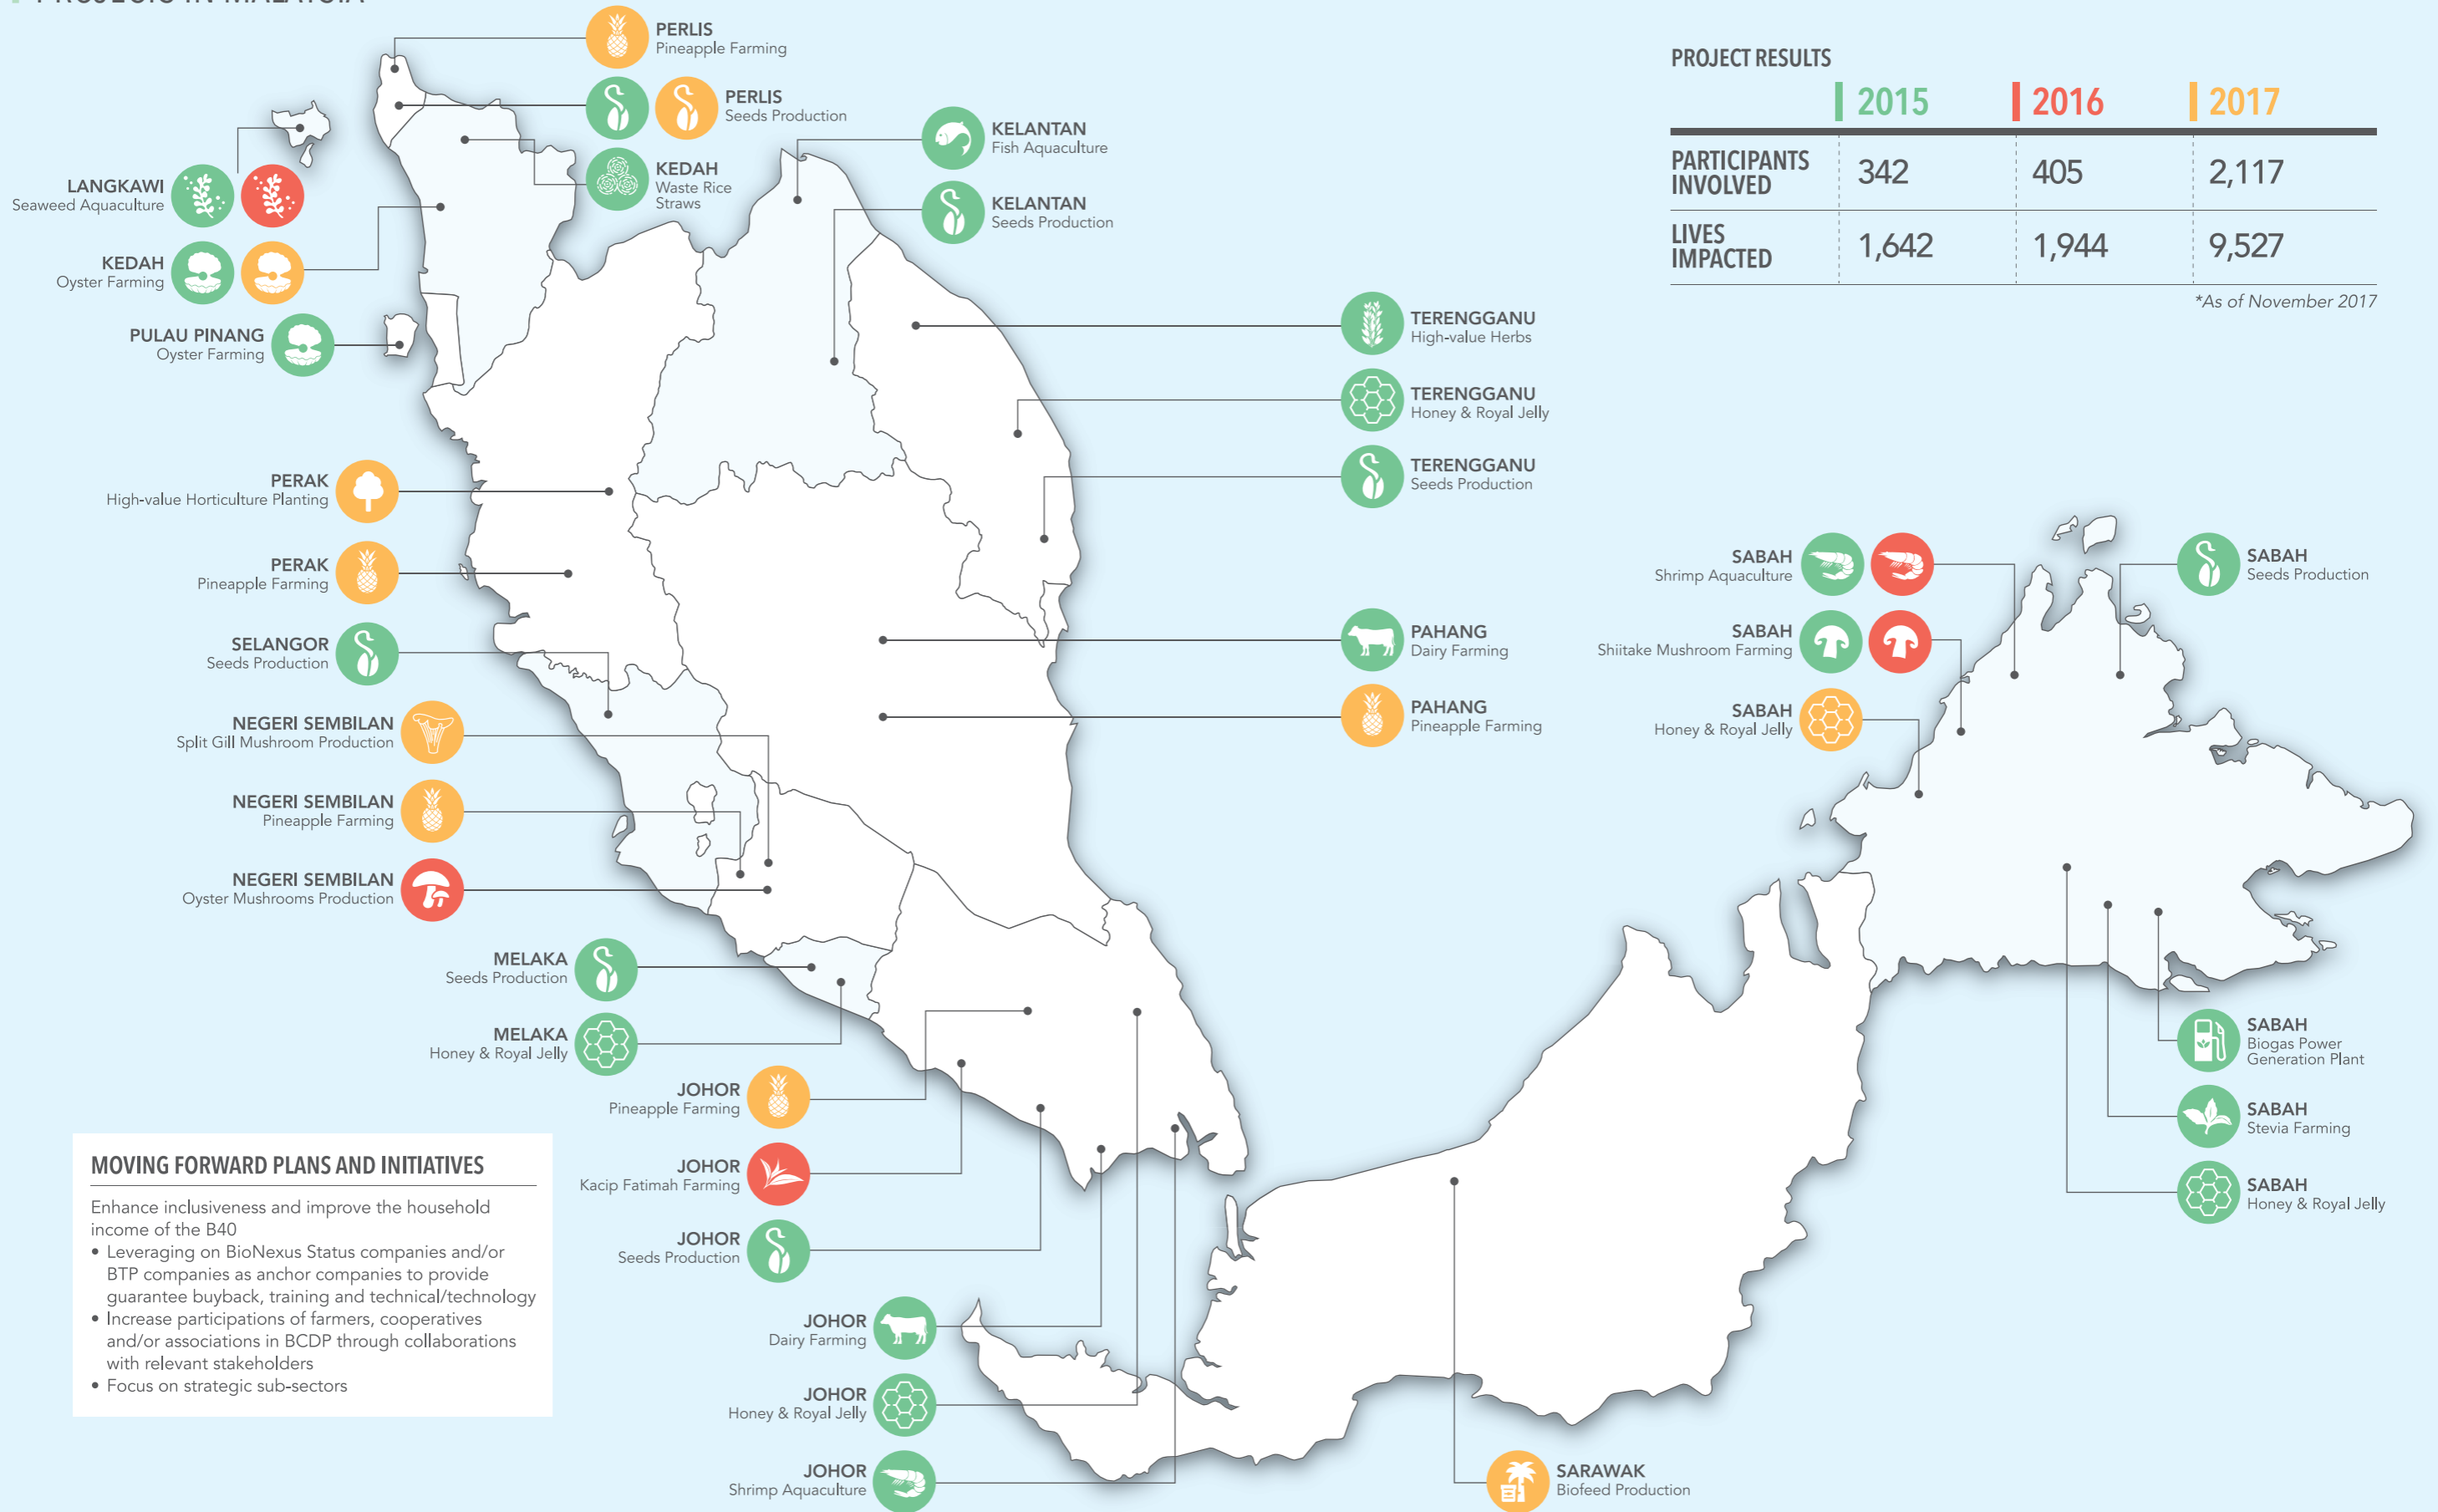 PROJECTS IN MALAYSIA
PERLIS
Pineapple Farming
PERLIS
Seeds Production
KEDAH
Waste Rice
Straws
KELANTAN
Fish Aquaculture
KELANTAN
Seeds Production
LANGKAWI
Seaweed Aquaculture
KEDAH
Oyster Farming
PULAU PINANG
Oyster Farming
PROJECT RESULTS
2015 2016 2017
PARTICIPANTS
INVOLVED
342 405 2,117
LIVES
IMPACTED
1,642 1,944 9,527
*As of November 2017
TERENGGANU
High-value Herbs
TERENGGANU
Honey & Royal Jelly
TERENGGANU
Seeds Production
PERAK
High-value Horticulture Planting
PERAK
Pineapple Farming
SELANGOR
Seeds Production
PAHANG
Dairy Farming
PAHANG
Pineapple Farming
NEGERI SEMBILAN
Split Gill Mushroom Production
NEGERI SEMBILAN
Pineapple Farming
NEGERI SEMBILAN
Oyster Mushrooms Production
MELAKA
Seeds Production
MELAKA
Honey & Royal Jelly
JOHOR
Pineapple Farming
JOHOR
Kacip Fatimah Farming
JOHOR
Seeds Production
JOHOR
Dairy Farming
JOHOR
Honey & Royal Jelly
JOHOR
Shrimp Aquaculture
SABAH
Shrimp Aquaculture
SABAH
Shiitake Mushroom Farming
SABAH
Honey & Royal Jelly
SABAH
Seeds Production
SABAH
Biogas Power
Generation Plant
SABAH
Stevia Farming
SABAH
Honey & Royal Jelly
SARAWAK
Biofeed Production
MOVING FORWARD PLANS AND INITIATIVES
Enhance inclusiveness and improve the household
income of the B40
• Leveraging on BioNexus Status companies and/or
BTP companies as anchor companies to provide
guarantee buyback, training and technical/technology
• Increase participations of farmers, cooperatives
and/or associations in BCDP through collaborations
with relevant stakeholders
• Focus on strategic sub-sectors